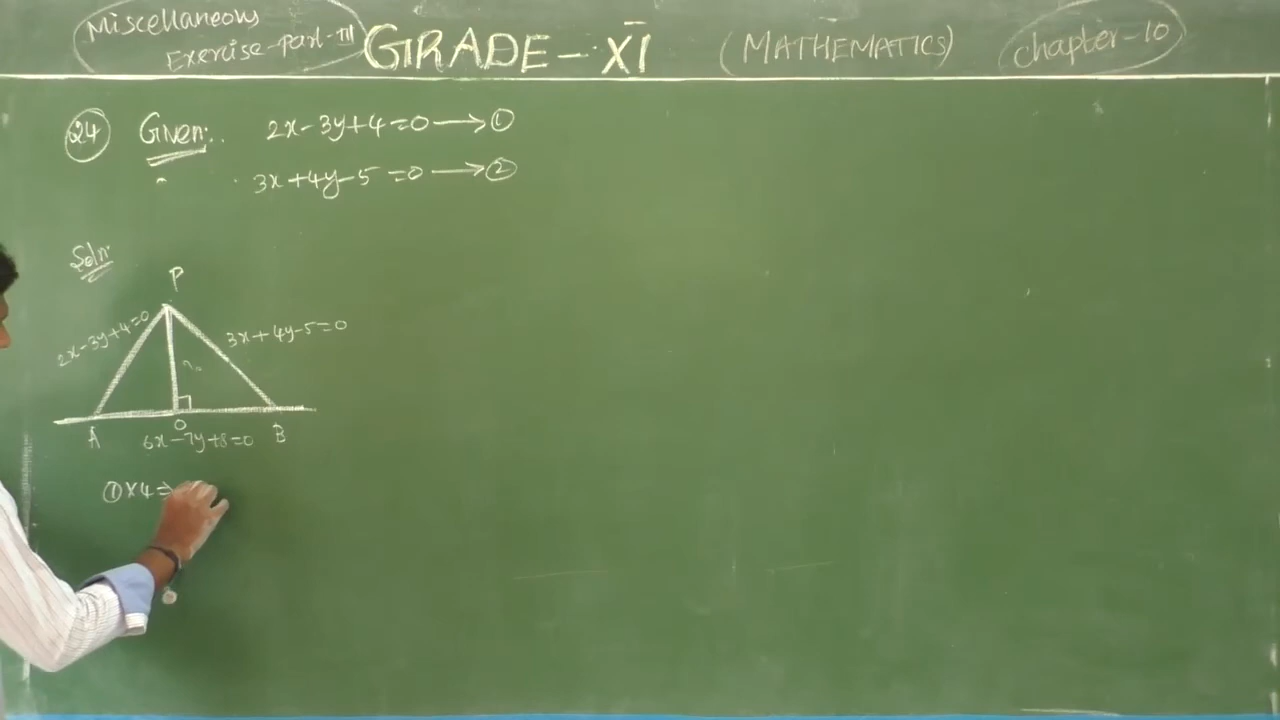 Miscellaneous
Exercise-part-III
GRADE-XI
(MATHEMATICS)
chapter-10
24
Given:
2x-3y+4=0→①
3x+4y-5=0→②
Soln:
P
2x-3y+4=0
3x+4y-5=0
O
A
6x-7y+8=0
B
①×4⇒